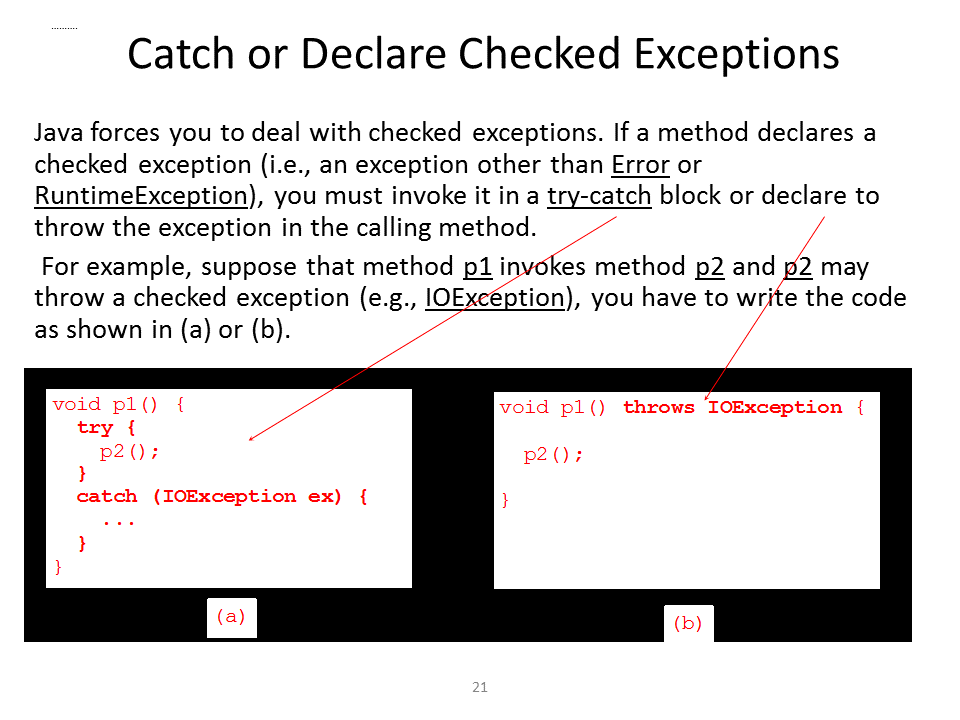 ..........
Catch or Declare Checked Exceptions
Java forces you to deal with checked exceptions. If a method declares a
checked exception (i.e., an exception other than Error or
RuntimeException), you must invoke it in a try-catch block or declare to
throw the exception in the calling method.
For example, suppose that method p1 invokes method p2 and p2 may
throw a checked exception (e.g., IOException), you have to write the code
as shown in (a) or (b).
void p1() {
try {
p2();
}
catch (IOException ex) {
...
}
}
(a)
void p1() throws IOException {
p2();
}
(b)
21